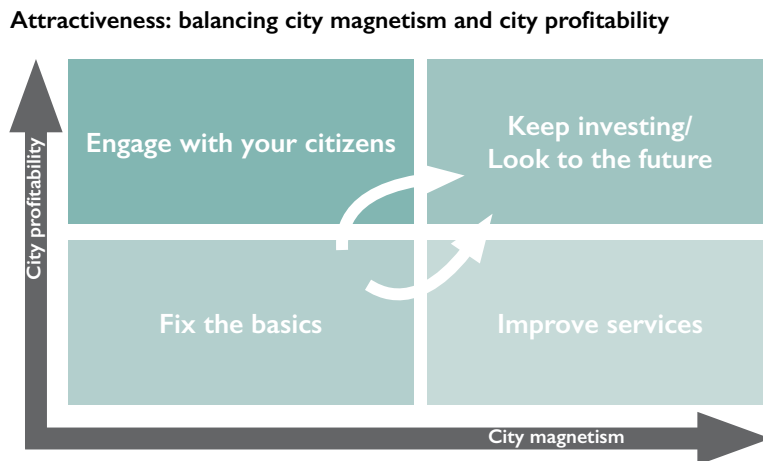 Attractiveness: balancing city magnetism and city profitability
City profitability
Engage with your citizens
Keep investing/
Look to the future
Fix the basics
Improve services
City magnetism